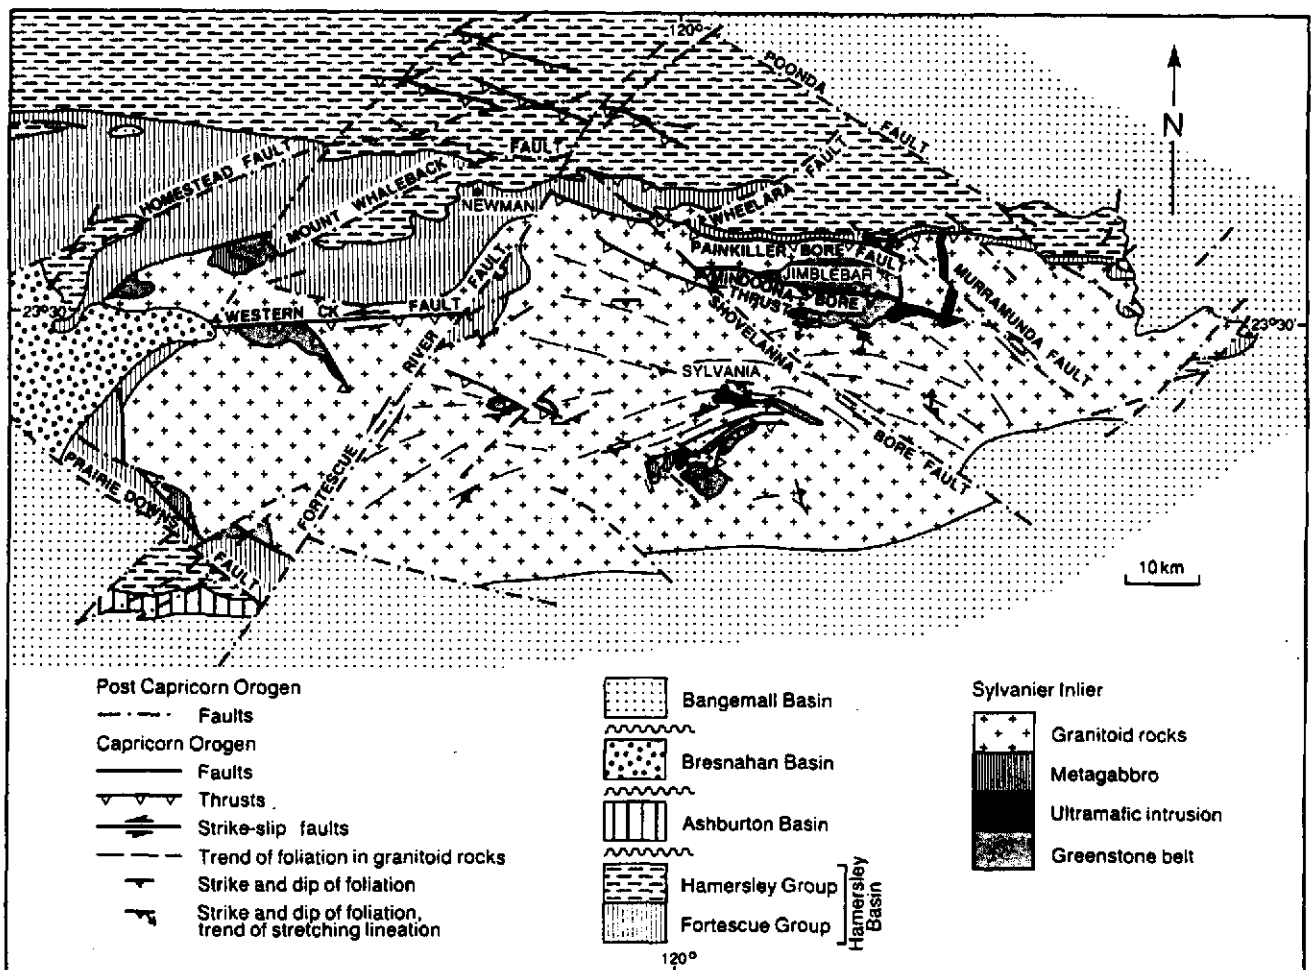 120°
POONDA FAULT
N
HOMESTEAD FAULT
MOUNT WHALEBACK FAULT
NEWMAN
WHEELARA FAULT
PAINKILLER BORE FAULT
JIMBLEBAR
MINDOONA BORE
THRUST
MURRAMUNDA FAULT
23°30'
WESTERN CK FAULT
23°30'
SHOVELANNA
BORE FAULT
SYLVANIA
FORTESCUE RIVER FAULT
PRAIRIE DOWNS
FAULT
10 km
Post Capricorn Orogen
Faults
Capricorn Orogen
Faults
Thrusts
Strike-slip faults
Trend of foliation in granitoid rocks
Strike and dip of foliation
Strike and dip of foliation,
trend of stretching lineation
Bangemall Basin
Bresnahan Basin
Ashburton Basin
Hamersley Group
Fortescue Group
Hamersley
Basin
120°
Sylvanier Inlier
Granitoid rocks
Metagabbro
Ultramafic intrusion
Greenstone belt